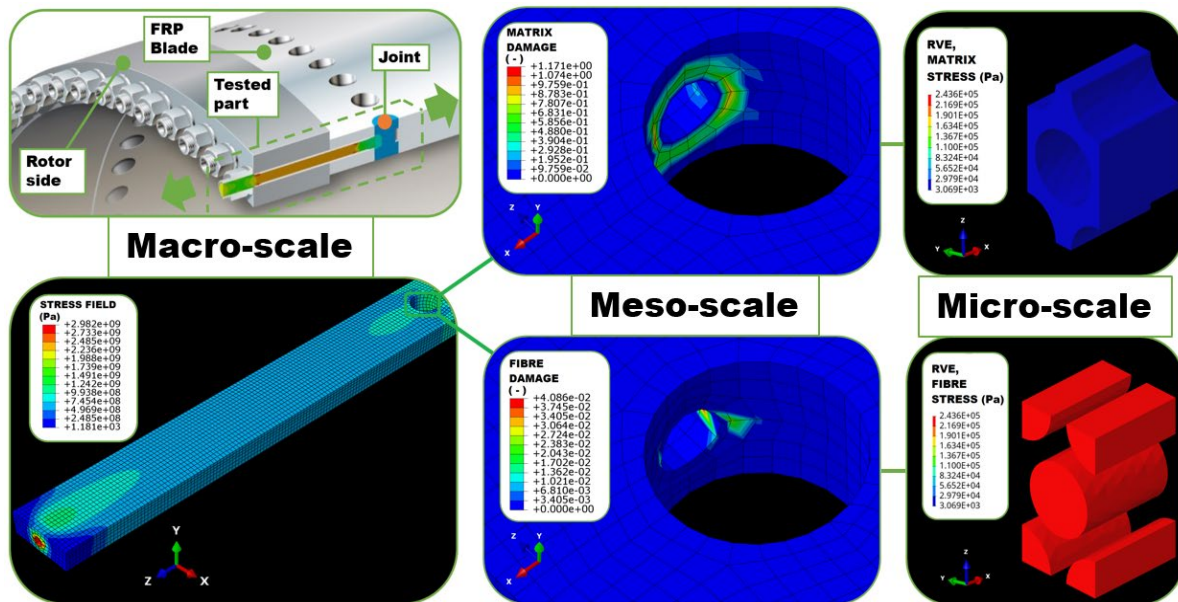 FRP
Blade
Joint
Tested
part
Rotor
side
Macro-scale
STRESS FIELD
(Pa)
+2.982e+09
+2.733e+09
+2.485e+09
+2.236e+09
+1.988e+09
+1.739e+09
+1.491e+09
+1.242e+09
+9.938e+08
+7.454e+08
+4.969e+08
+2.485e+08
+1.181e+03
Y
Z
X
MATRIX
DAMAGE
(-)
+1.171e+00
+1.074e+00
+9.759e-01
+8.783e-01
+7.807e-01
+6.831e-01
+5.856e-01
+4.880e-01
+3.904e-01
+2.928e-01
+1.952e-01
+9.759e-02
+0.000e+00
Z
Y
X
Meso-scale
FIBRE
DAMAGE
(-)
+4.086e-02
+3.745e-02
+3.405e-02
+3.064e-02
+2.724e-02
+2.383e-02
+2.043e-02
+1.702e-02
+1.362e-02
+1.021e-02
+6.810e-03
+3.405e-03
+0.000e+00
Z
Y
X
RVE,
MATRIX
STRESS (Pa)
2.436E+05
2.169E+05
1.901E+05
1.634E+05
1.367E+05
1.100E+05
8.324E+04
5.652E+04
2.979E+04
3.069E+03
Z
Y
X
Micro-scale
RVE,
FIBRE
STRESS (Pa)
2.436E+05
2.169E+05
1.901E+05
1.634E+05
1.367E+05
1.100E+05
8.324E+04
5.652E+04
2.979E+04
3.069E+03
Z
Y
X